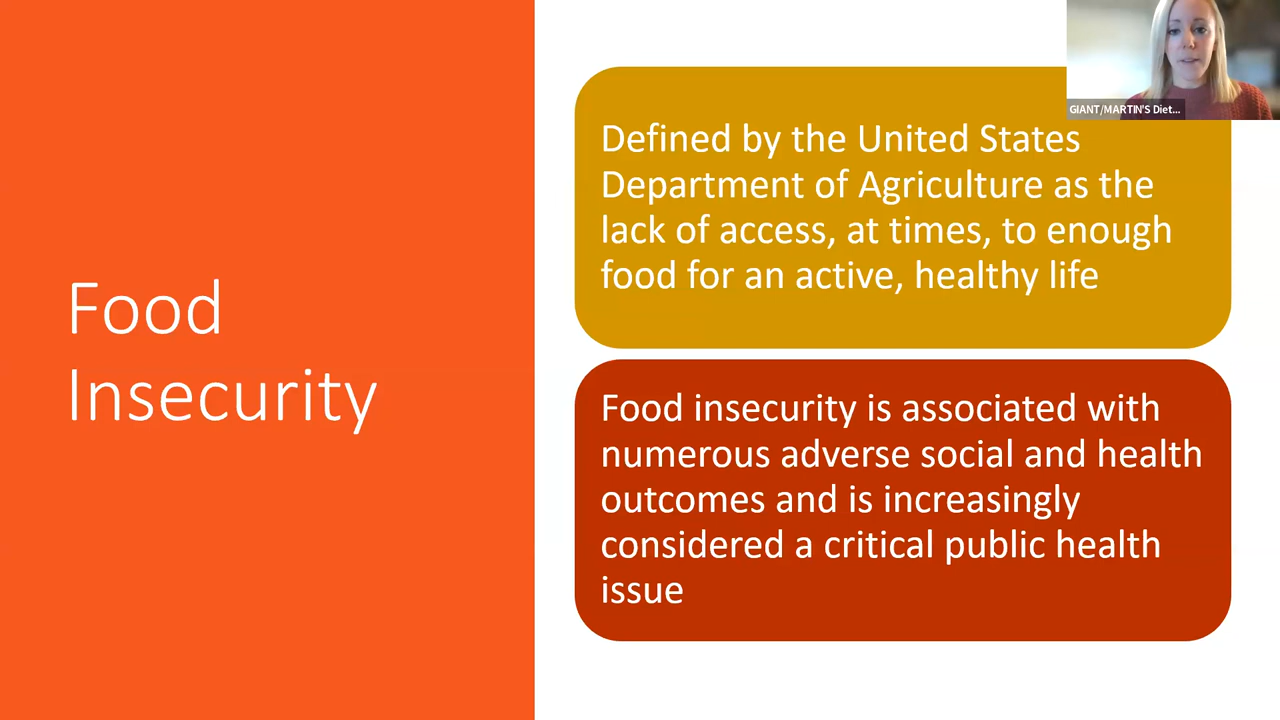 GIANT/MARTIN'S Diet...
Food
Insecurity
Defined by the United States
Department of Agriculture as the
lack of access, at times, to enough
food for an active, healthy life
Food insecurity is associated with
numerous adverse social and health
outcomes and is increasingly
considered a critical public health
issue